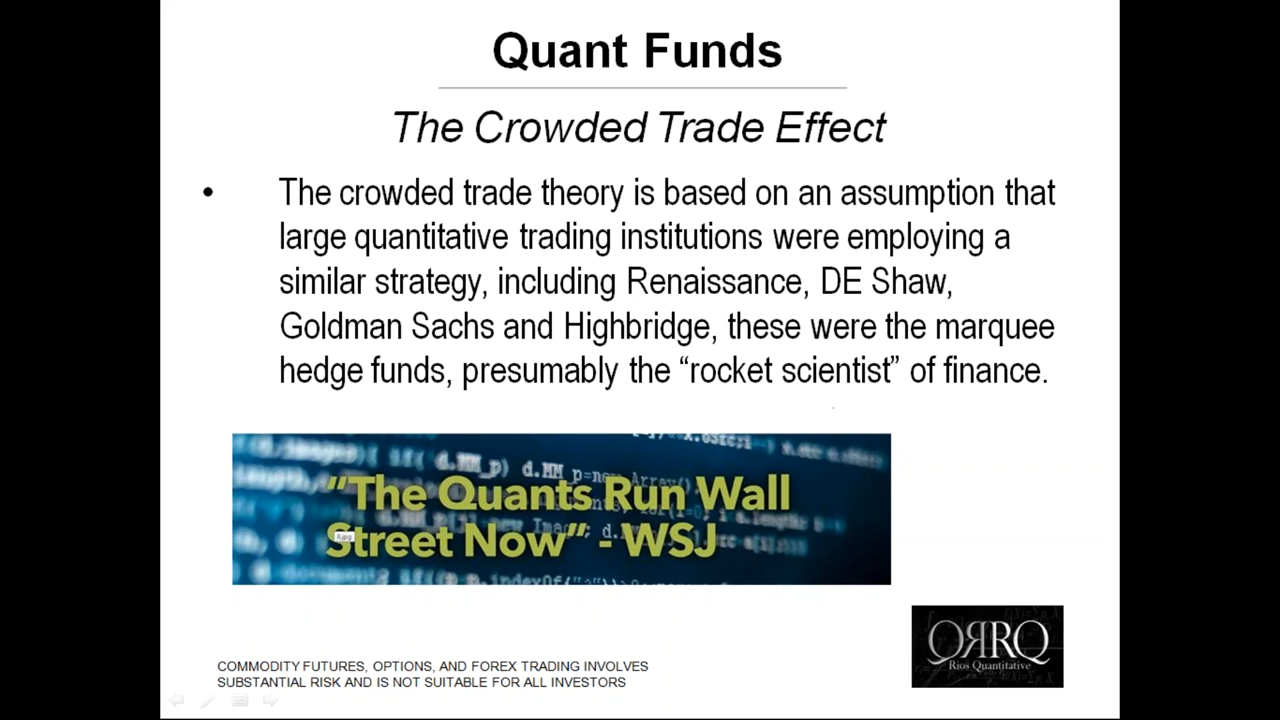 Quant Funds
The Crowded Trade Effect
• The crowded trade theory is based on an assumption that
large quantitative trading institutions were employing a
similar strategy, including Renaissance, DE Shaw,
Goldman Sachs and Highbridge, these were the marquee
hedge funds, presumably the “rocket scientist” of finance.
“The Quants Run Wall
Street Now” - WSJ
QRRQ
Rios Quantitative
COMMODITY FUTURES, OPTIONS, AND FOREX TRADING INVOLVES
SUBSTANTIAL RISK AND IS NOT SUITABLE FOR ALL INVESTORS